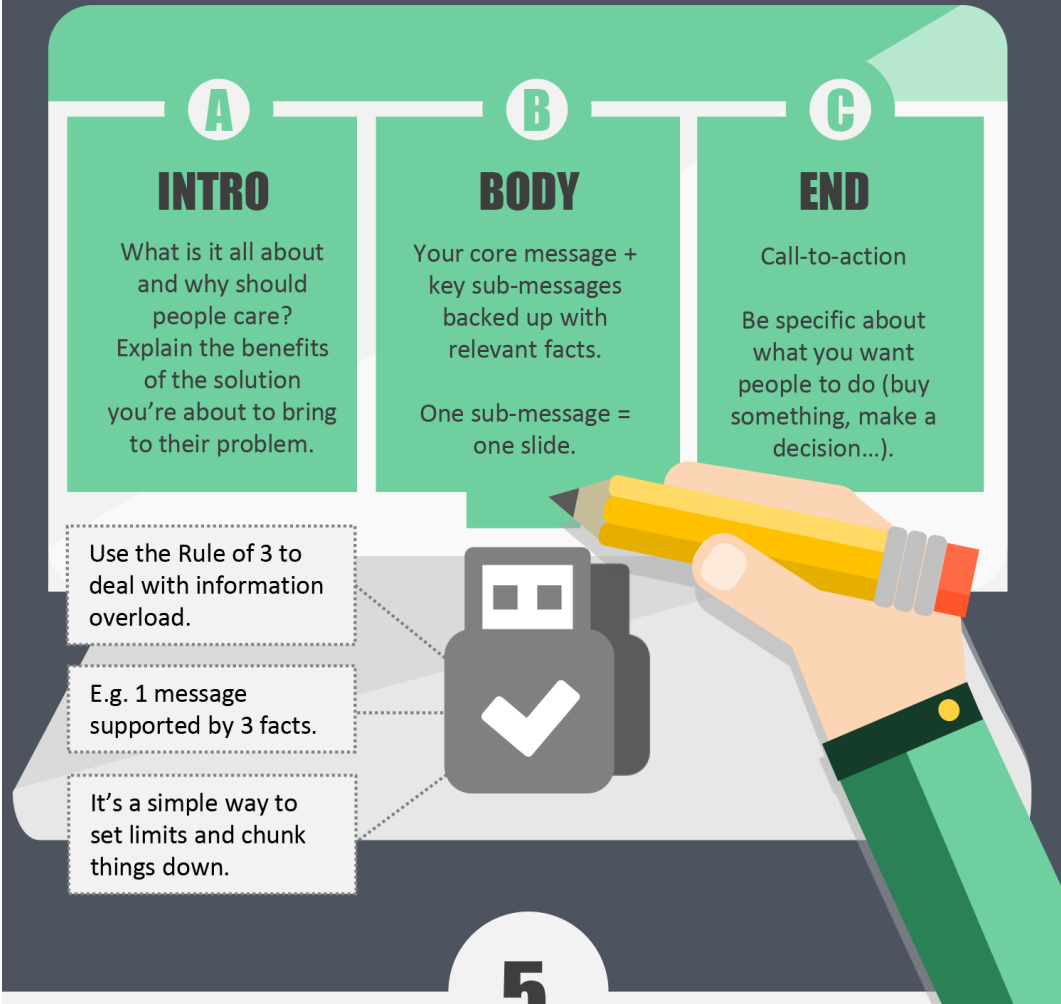 A
INTRO
What is it all about
and why should
people care?
Explain the benefits
of the solution
you're about to bring
to their problem.
B
BODY
Your core message +
key sub-messages
backed up with
relevant facts.
One sub-message =
one slide.
C
END
Call-to-action
Be specific about
what you want
people to do (buy
something, make a
decision...).
Use the Rule of 3 to
deal with information
overload.
E.g. 1 message
supported by 3 facts.
It's a simple way to
set limits and chunk
things down.
5